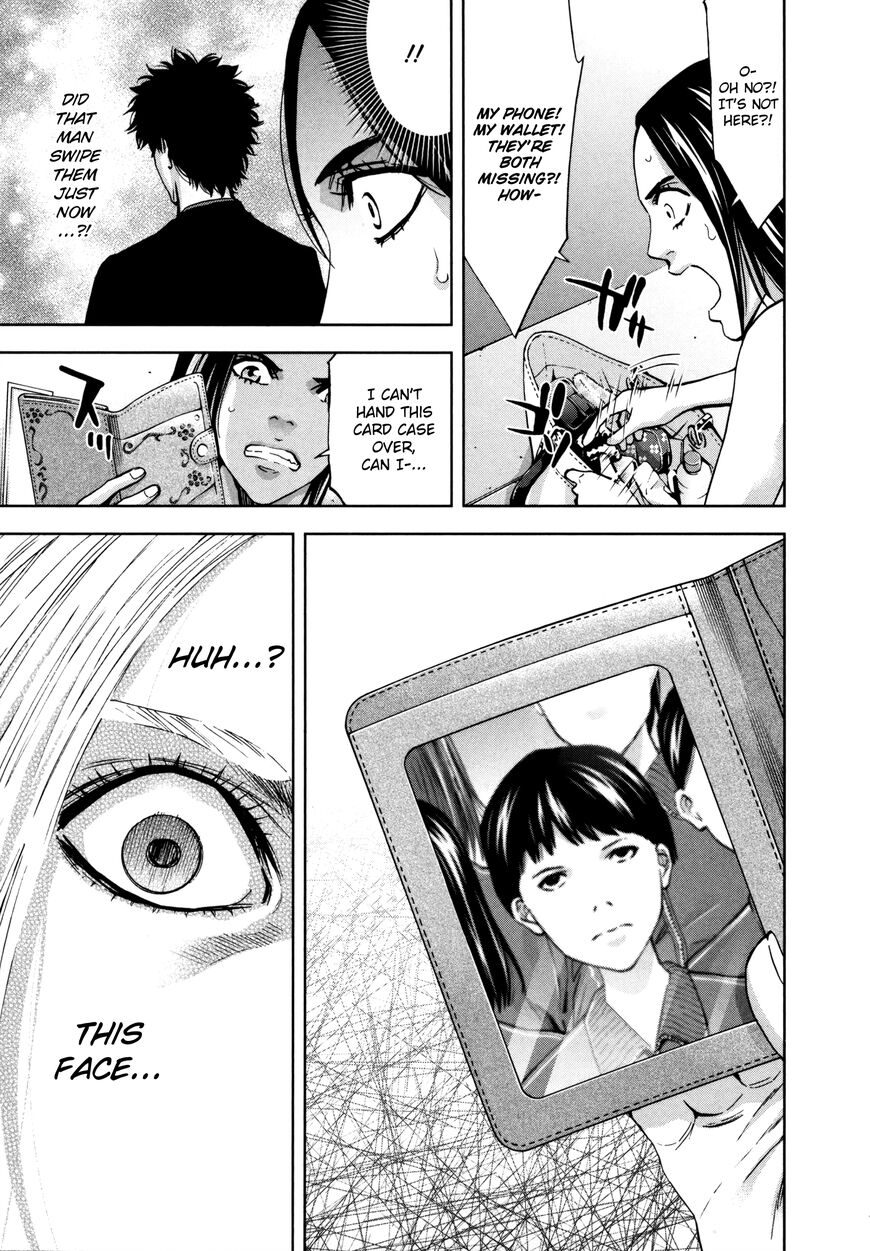 O-
OH NO?!
IT'S NOT
HERE?!
MY PHONE!
MY WALLET!
THEY'RE
BOTH
MISSING?!
HOW-
!!
DID
THAT
MAN
SWIPE
THEM
JUST
NOW
...?!
I CAN'T
HAND THIS
CARD CASE
OVER,
CAN I-...
HUH...?
THIS
FACE...